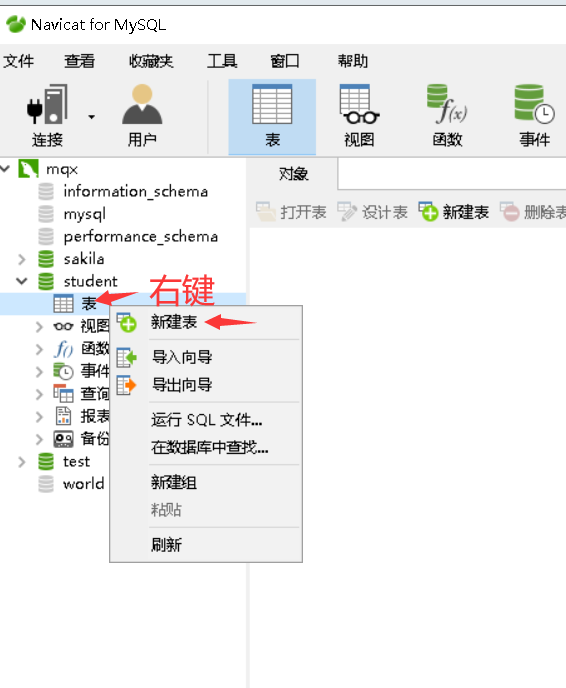 Navicat for MySQL
文件 查看 收藏夹 工具 窗口 帮助
连接 用户 表 视图 函数 事件
f(x)
mqx
对象
information_schema
打开表 设计表 新建表 删除表
mysql
performance_schema
sakila
student
右键
表
视图
f()
函数
事件
查询
报表
备份
test
world
新建表
导入向导
导出向导
运行 SQL 文件...
在数据库中查找...
新建组
粘贴
刷新